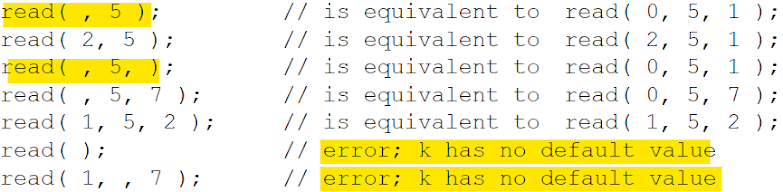 read( , 5 ); // is equivalent to read( 0, 5, 1 );
read( 2, 5 ); // is equivalent to read( 2, 5, 1 );
read( , 5, ); // is equivalent to read( 0, 5, 1 );
read( , 5, 7 ); // is equivalent to read( 0, 5, 7 );
read( 1, 5, 2 ); // is equivalent to read( 1, 5, 2 );
read( ); // error; k has no default value
read( 1, , 7 ); // error; k has no default value